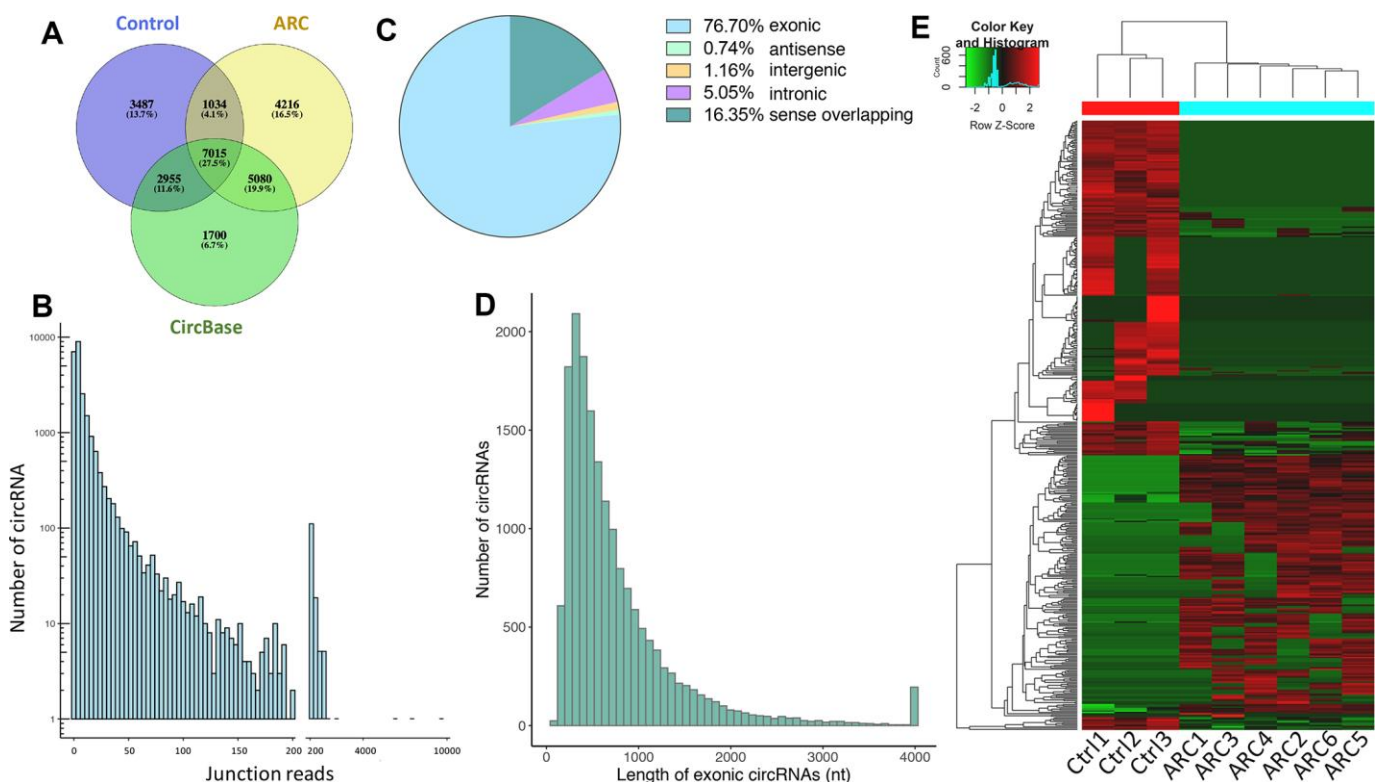 A
Control
ARC
3487
(13.7%)
1034
(4.1%)
4216
(16.5%)
7015
(27.5%)
2955
(11.6%)
5080
(19.9%)
1700
(6.7%)
CircBase
B
Number of circRNA
10000
1000
100
10
1
0
50
100
150
200
200
4000
10000
Junction reads
C
76.70% exonic
0.74% antisense
1.16% intergenic
5.05% intronic
16.35% sense overlapping
D
Number of circRNAs
2000
1500
1000
500
0
0
1000
2000
3000
4000
Length of exonic circRNAs (nt)
E
Color Key
and Histogram
Count
0
600
-2
0
2
Row Z-Score
Ctrl1
Ctrl2
Ctrl3
ARC1
ARC3
ARC4
ARC2
ARC6
ARC5